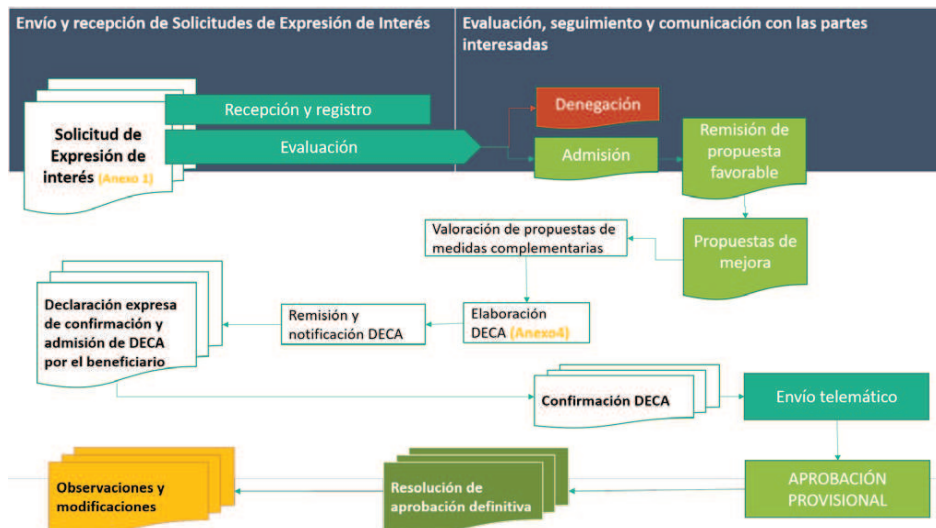 Envío y recepción de Solicitudes de Expresión de Interés
Evaluación, seguimiento y comunicación con las partes
interesadas
Solicitud de
Expresión de
interés (Anexo 1)
Recepción y registro
Evaluación
Denegación
Admisión
Remisión de
propuesta
favorable
Propuestas de
mejora
Valoración de propuestas de
medidas complementarias
Elaboración
DECA (Anexo4)
Remisión y
notificación DECA
Declaración expresa
de confirmación y
admisión de DECA
por el beneficiario
Confirmación DECA
Envío telemático
APROBACIÓN
PROVISIONAL
Resolución de
aprobación definitiva
Observaciones y
modificaciones